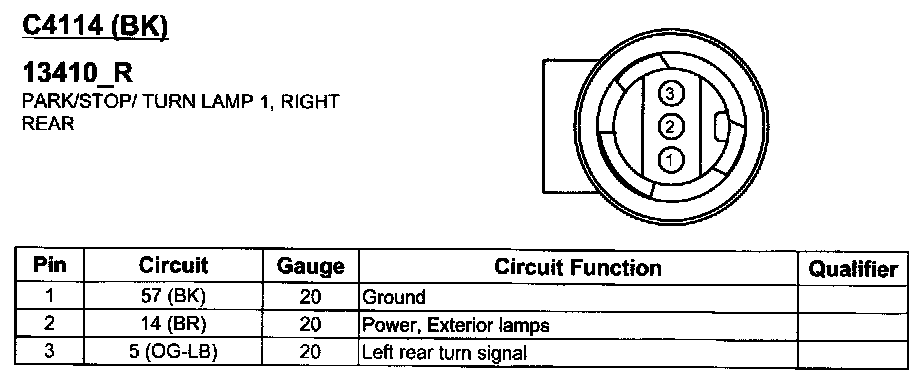 C4114 (BK)
13410_R
PARK/STOP/ TURN LAMP 1, RIGHT
REAR
3
2
1
Pin Circuit Gauge Circuit Function Qualifier
1 57 (BK) 20 Ground
2 14 (BR) 20 Power, Exterior lamps
3 5 (OG-LB) 20 Left rear turn signal